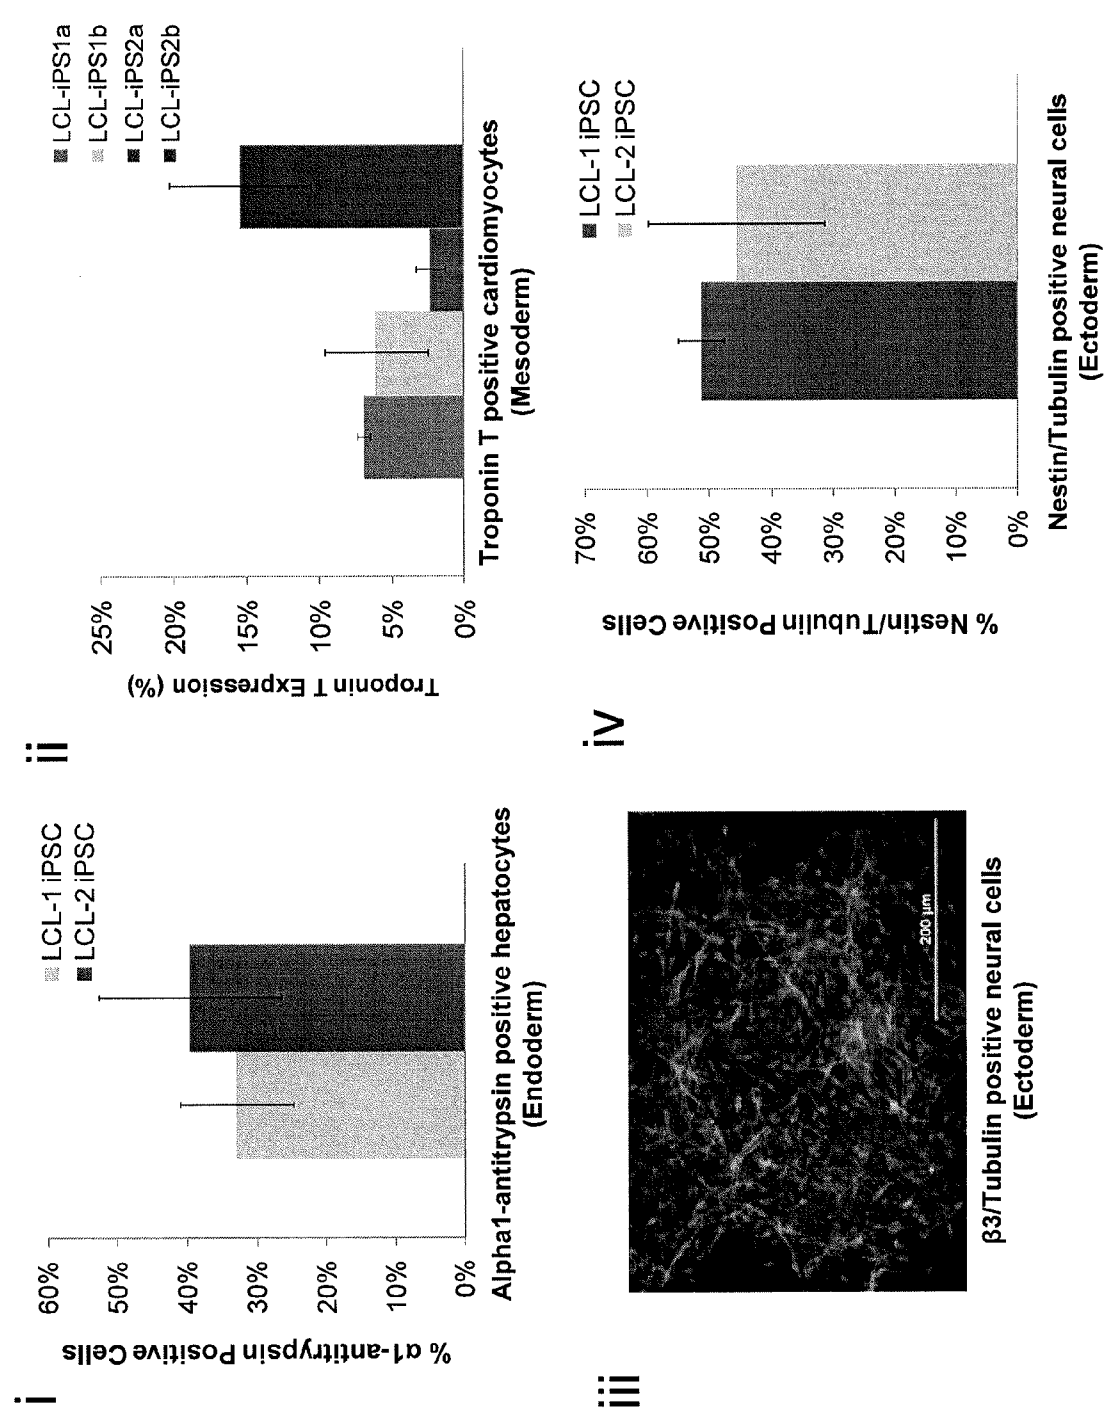 i
% α1-antitrypsin Positive Cells
60%
50%
40%
30%
20%
10%
0%
LCL-1 iPSC
LCL-2 iPSC
Alpha1-antitrypsin positive hepatocytes
(Endoderm)
ii
Troponin T Expression (%)
25%
20%
15%
10%
5%
0%
LCL-iPS1a
LCL-iPS1b
LCL-iPS2a
LCL-iPS2b
Troponin T positive cardiomyocytes
(Mesoderm)
iii
200 µm
β3/Tubulin positive neural cells
(Ectoderm)
iv
% Nestin/Tubulin Positive Cells
70%
60%
50%
40%
30%
20%
10%
0%
LCL-1 iPSC
LCL-2 iPSC
Nestin/Tubulin positive neural cells
(Ectoderm)